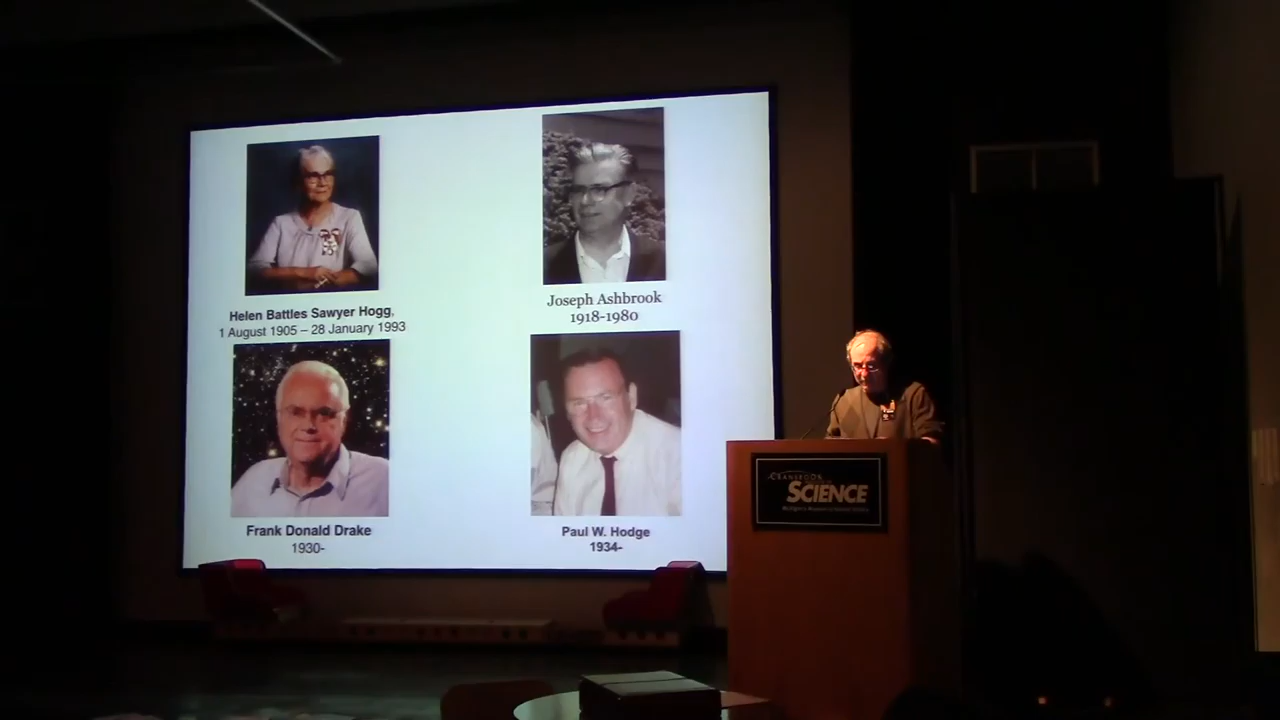 Helen Battles Sawyer Hogg,
1 August 1905 – 28 January 1993
Joseph Ashbrook
1918-1980
Frank Donald Drake
1930-
Paul W. Hodge
1934-
CRANBROOK
SCIENCE